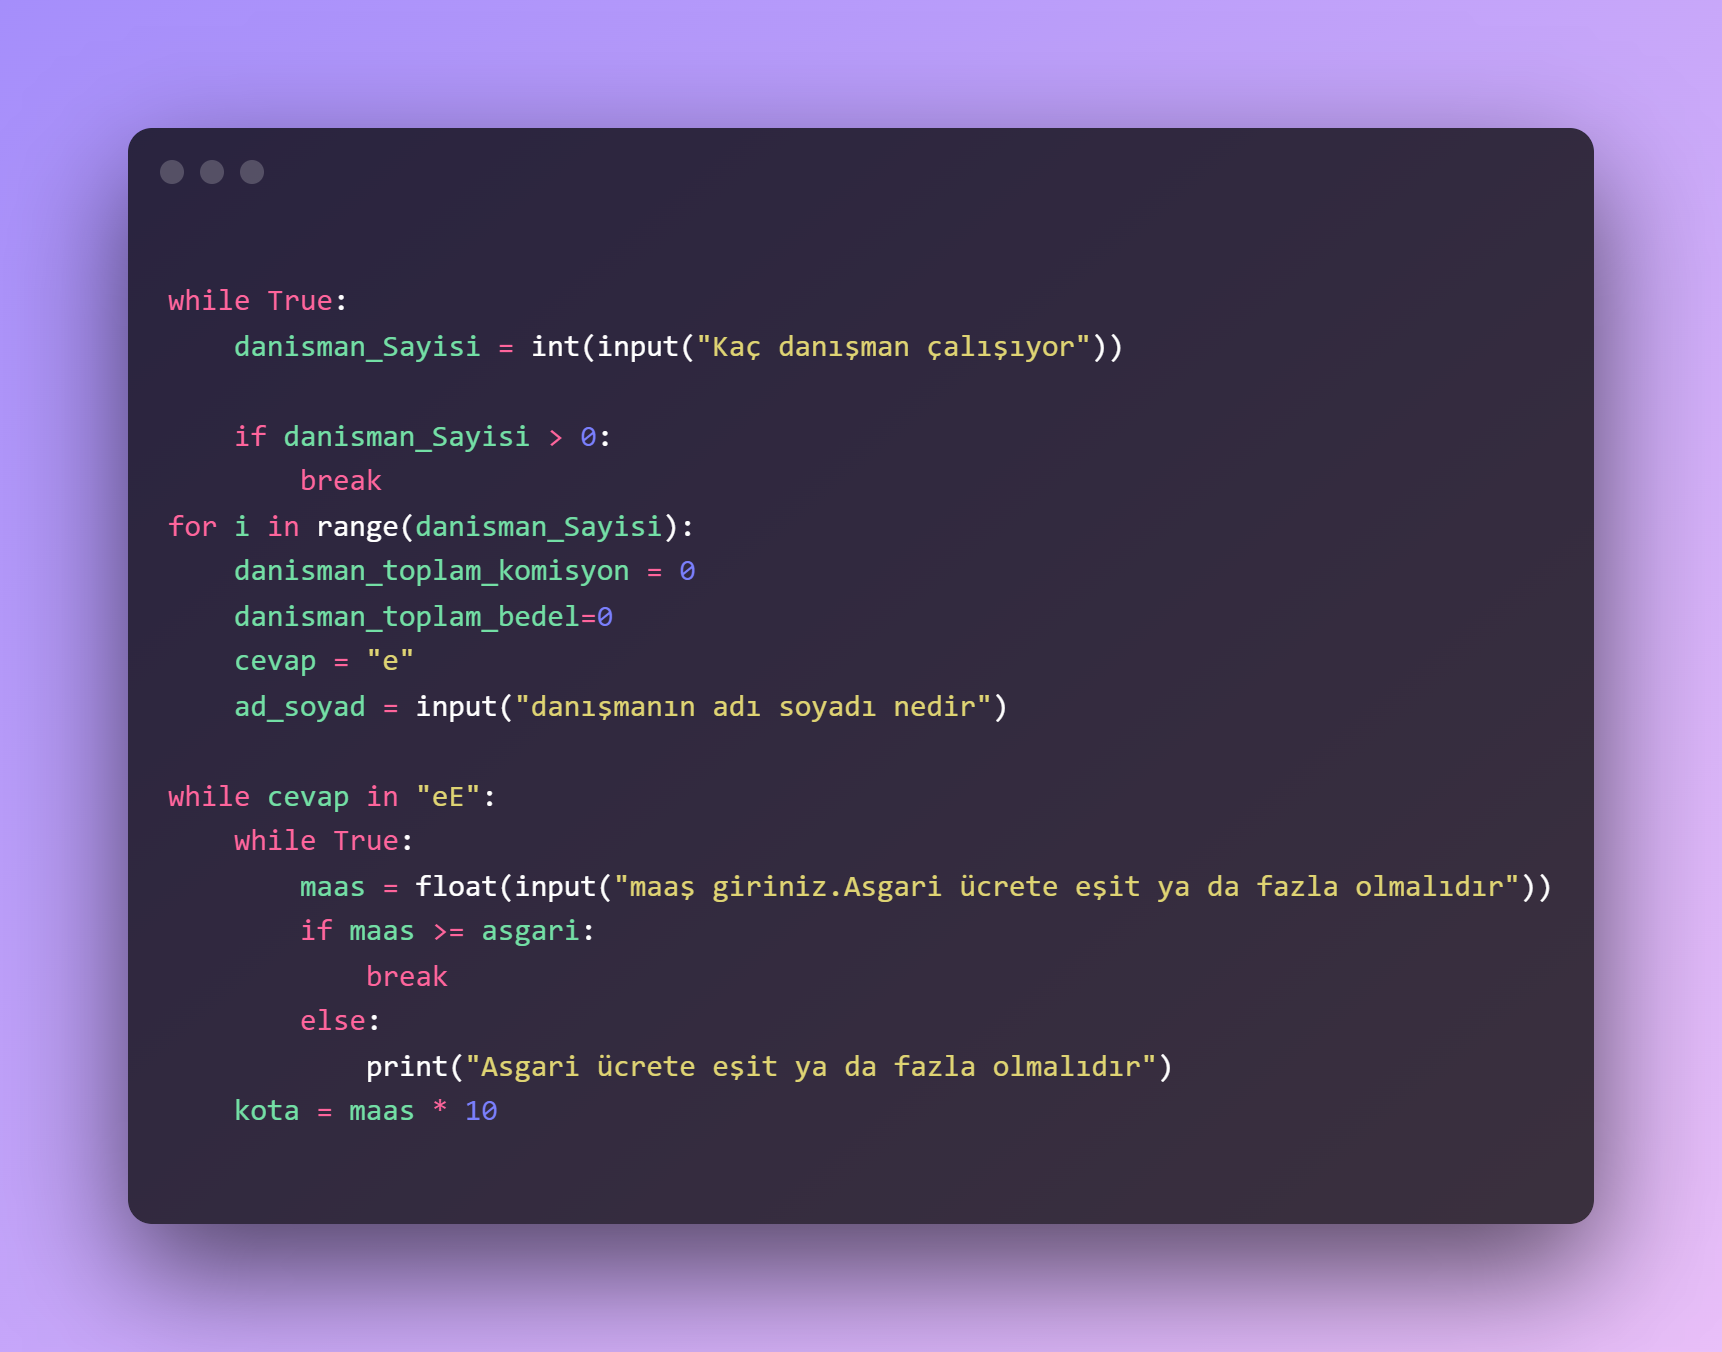 while True:
    danisman_Sayisi = int(input("Kaç danışman çalışıyor"))
    if danisman_Sayisi > 0:
        break
for i in range(danisman_Sayisi):
    danisman_toplam_komisyon = 0
    danisman_toplam_bedel=0
    cevap = "e"
    ad_soyad = input("danışmanın adı soyadı nedir")
while cevap in "eE":
    while True:
        maas = float(input("maaş giriniz.Asgari ücrete eşit ya da fazla olmalıdır"))
        if maas >= asgari:
            break
        else:
            print("Asgari ücrete eşit ya da fazla olmalıdır")
    kota = maas * 10